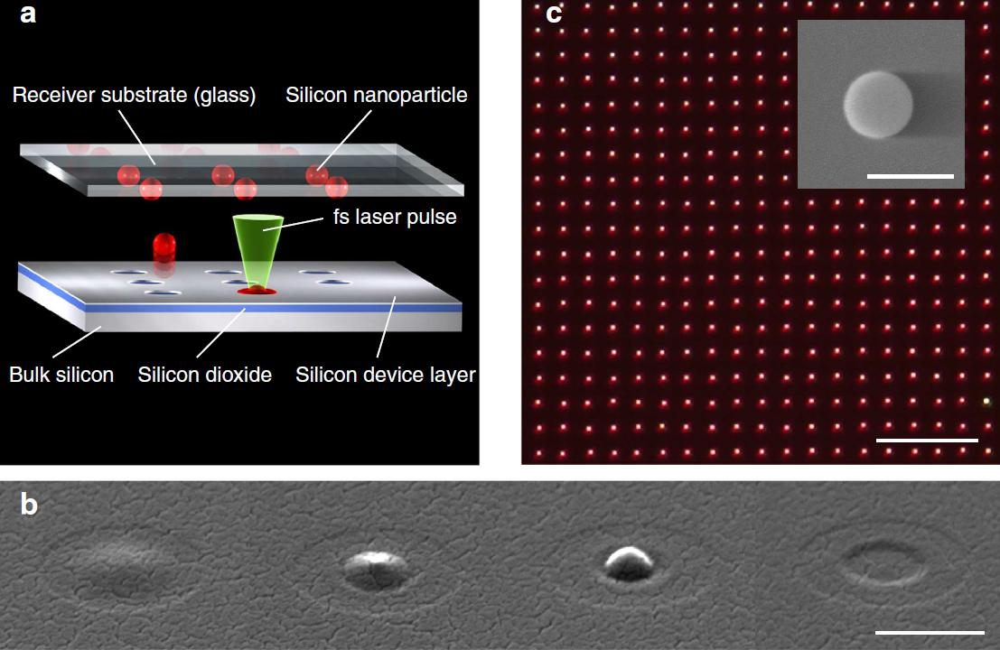 a
Receiver substrate (glass) Silicon nanoparticle
fs laser pulse
Bulk silicon Silicon dioxide Silicon device layer
c
b